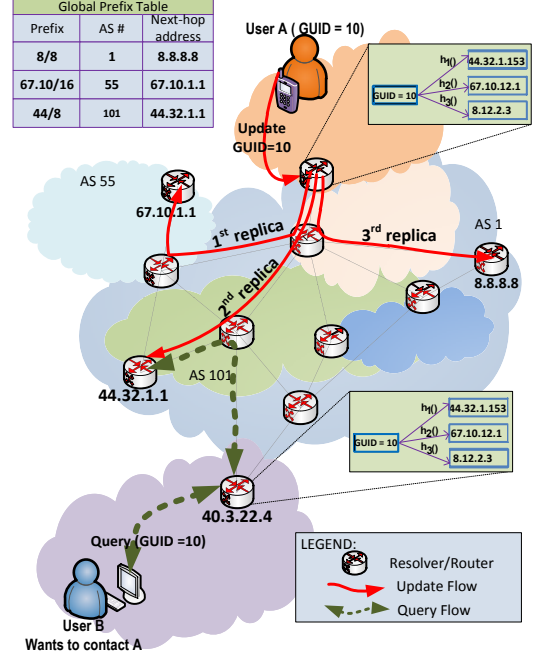 Global Prefix Table
Prefix AS # Next-hop address
8/8 1 8.8.8.8
67.10/16 55 67.10.1.1
44/8 101 44.32.1.1
User A ( GUID = 10)
Update
GUID=10
GUID = 10
h1()
44.32.1.153
h2()
67.10.12.1
h3()
8.12.2.3
AS 55
67.10.1.1
1st replica
2nd replica
3rd replica
AS 1
8.8.8.8
AS 101
44.32.1.1
GUID = 10
h1()
44.32.1.153
h2()
67.10.12.1
h3()
8.12.2.3
40.3.22.4
Query (GUID =10)
User B
Wants to contact A
LEGEND:
Resolver/Router
Update Flow
Query Flow